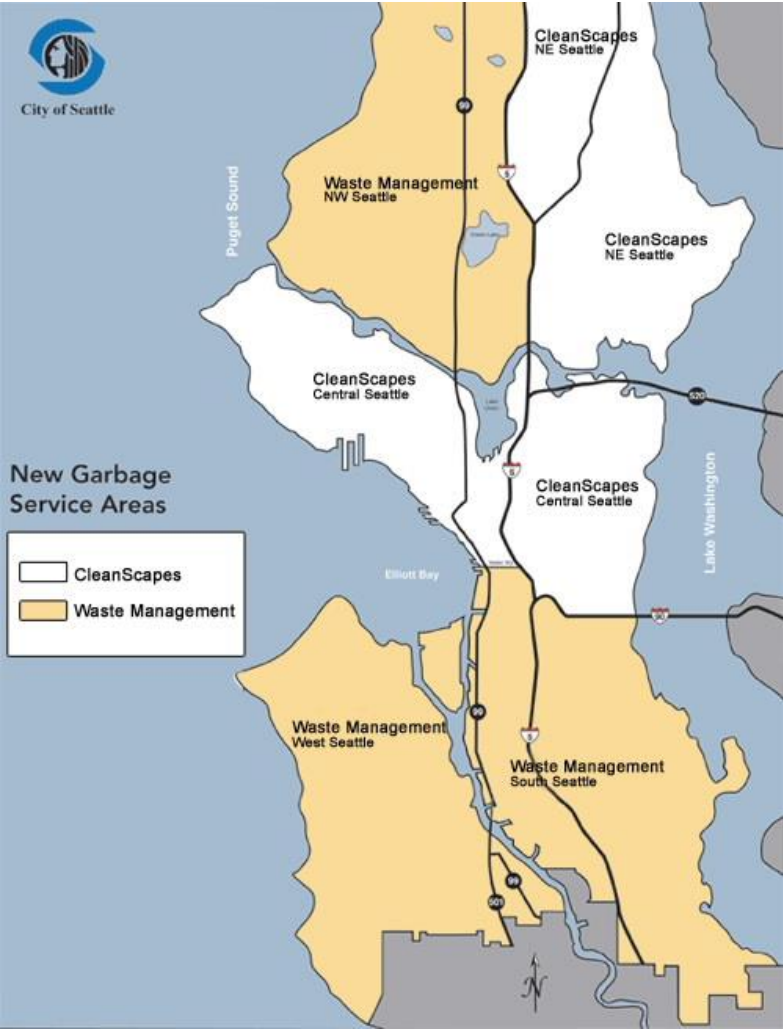 City of Seattle
CleanScapes
NE Seattle
99
5
Waste Management
NW Seattle
Puget Sound
CleanScapes
NE Seattle
Green Lake
CleanScapes
Central Seattle
520
Lake
Union
5
CleanScapes
Central Seattle
Lake Washington
New Garbage
Service Areas
CleanScapes
Waste Management
Elliott Bay
90
99
Waste Management
West Seattle
5
Waste Management
South Seattle
99
501
N